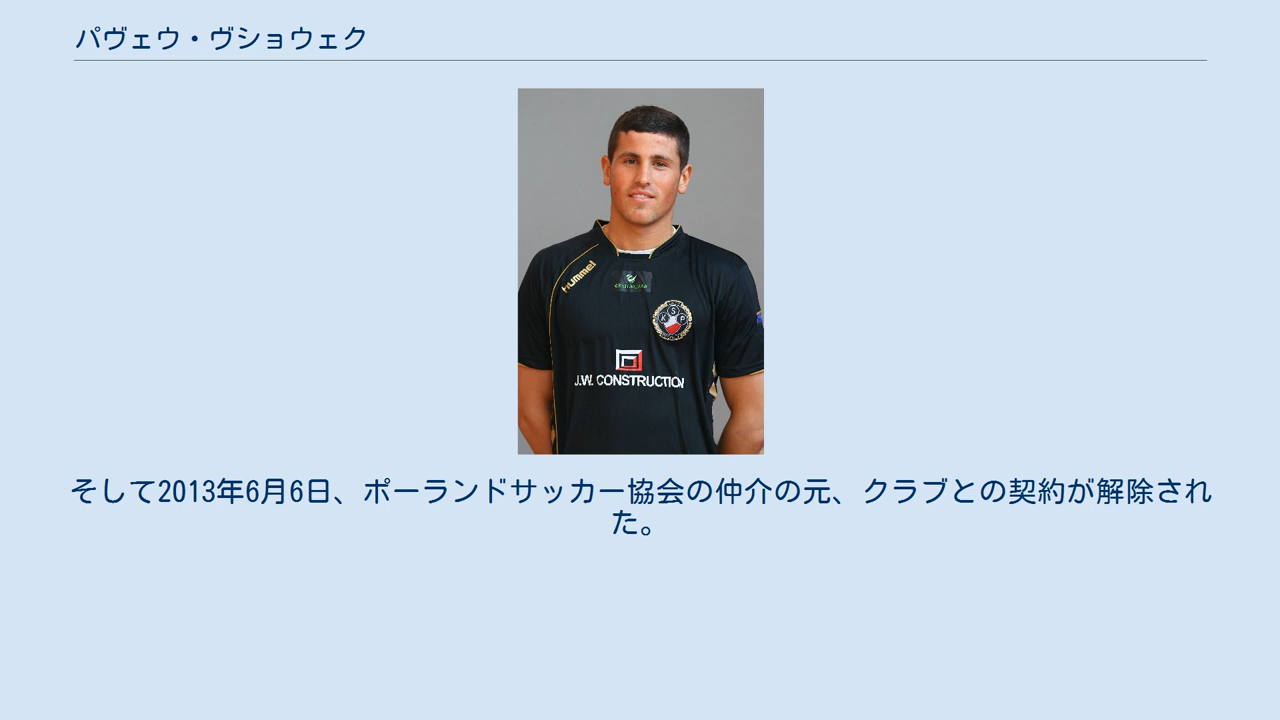 パヴェウ・ヴショウェク
hummel
KSP
J.W. CONSTRUCTION
そして2013年6月6日、ポーランドサッカー協会の仲介の元、クラブとの契約が解除され
た。